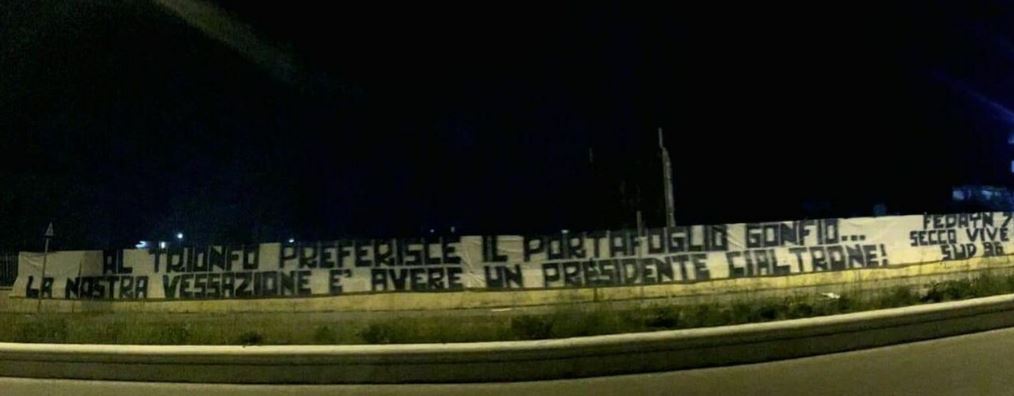 AL TRIONFO PREFERISCE IL PORTAFOGLIO GONFIO...
LA NOSTRA VESSAZIONE E' AVERE UN PRESIDENTE CIALTRONE!
FEDAYN
SECCO VIVE
SUD 96